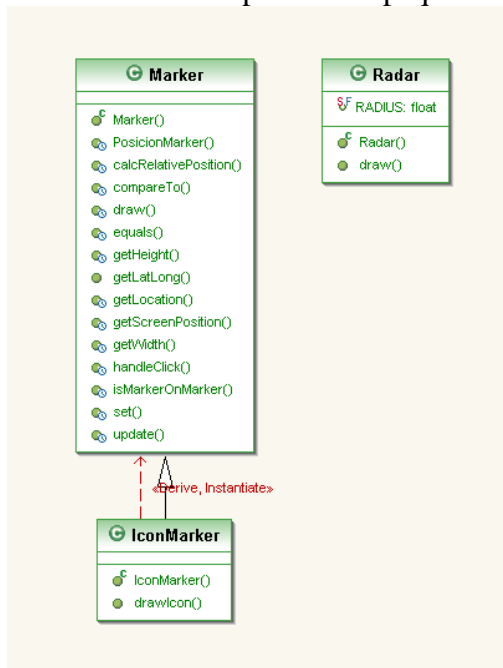 Marker
Marker()
PosicionMarker()
calcRelativePosition()
compareTo()
draw()
equals()
getHeight()
getLatLong()
getLocation()
getScreenPosition()
getWidth()
handleClick()
isMarkerOnMarker()
set()
update()
Radar
RADIUS: float
Radar()
draw()
«Derive, Instantiate»
IconMarker
IconMarker()
drawIcon()